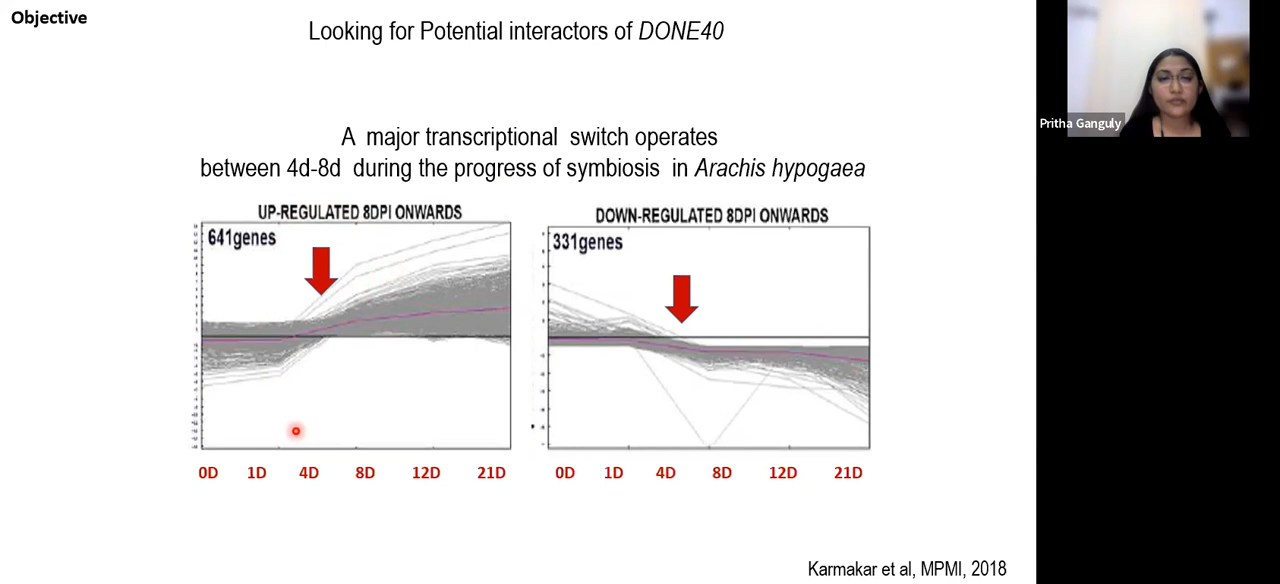 Objective
Looking for Potential interactors of DONE40
Pritha Ganguly
A major transcriptional switch operates
between 4d-8d during the progress of symbiosis in Arachis hypogaea
UP-REGULATED 8DPI ONWARDS
641genes
0D 1D 4D 8D 12D 21D
DOWN-REGULATED 8DPI ONWARDS
331genes
0D 1D 4D 8D 12D 21D
Karmakar et al, MPMI, 2018